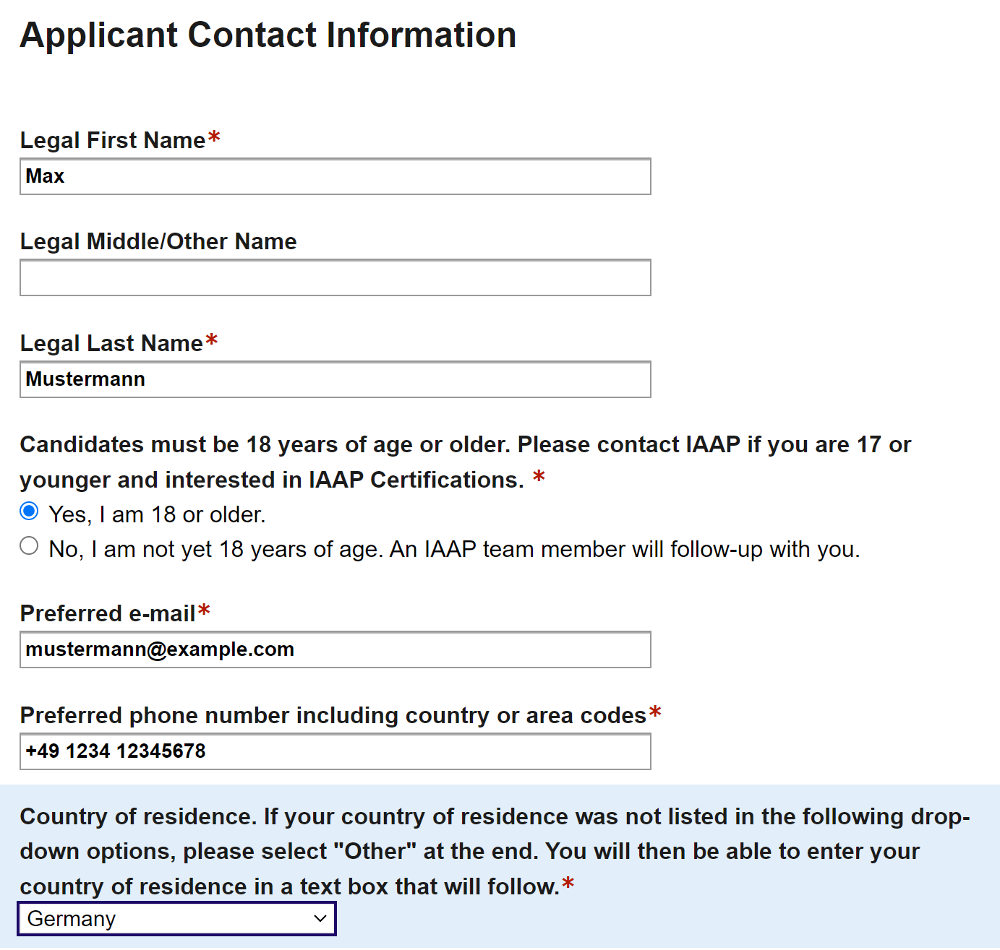 Applicant Contact Information
Legal First Name*
Max
Legal Middle/Other Name
Legal Last Name*
Mustermann
Candidates must be 18 years of age or older. Please contact IAAP if you are 17 or
younger and interested in IAAP Certifications. *
Yes, I am 18 or older.
No, I am not yet 18 years of age. An IAAP team member will follow-up with you.
Preferred e-mail*
mustermann@example.com
Preferred phone number including country or area codes*
+49 1234 12345678
Country of residence. If your country of residence was not listed in the following drop-
down options, please select "Other" at the end. You will then be able to enter your
country of residence in a text box that will follow.*
Germany